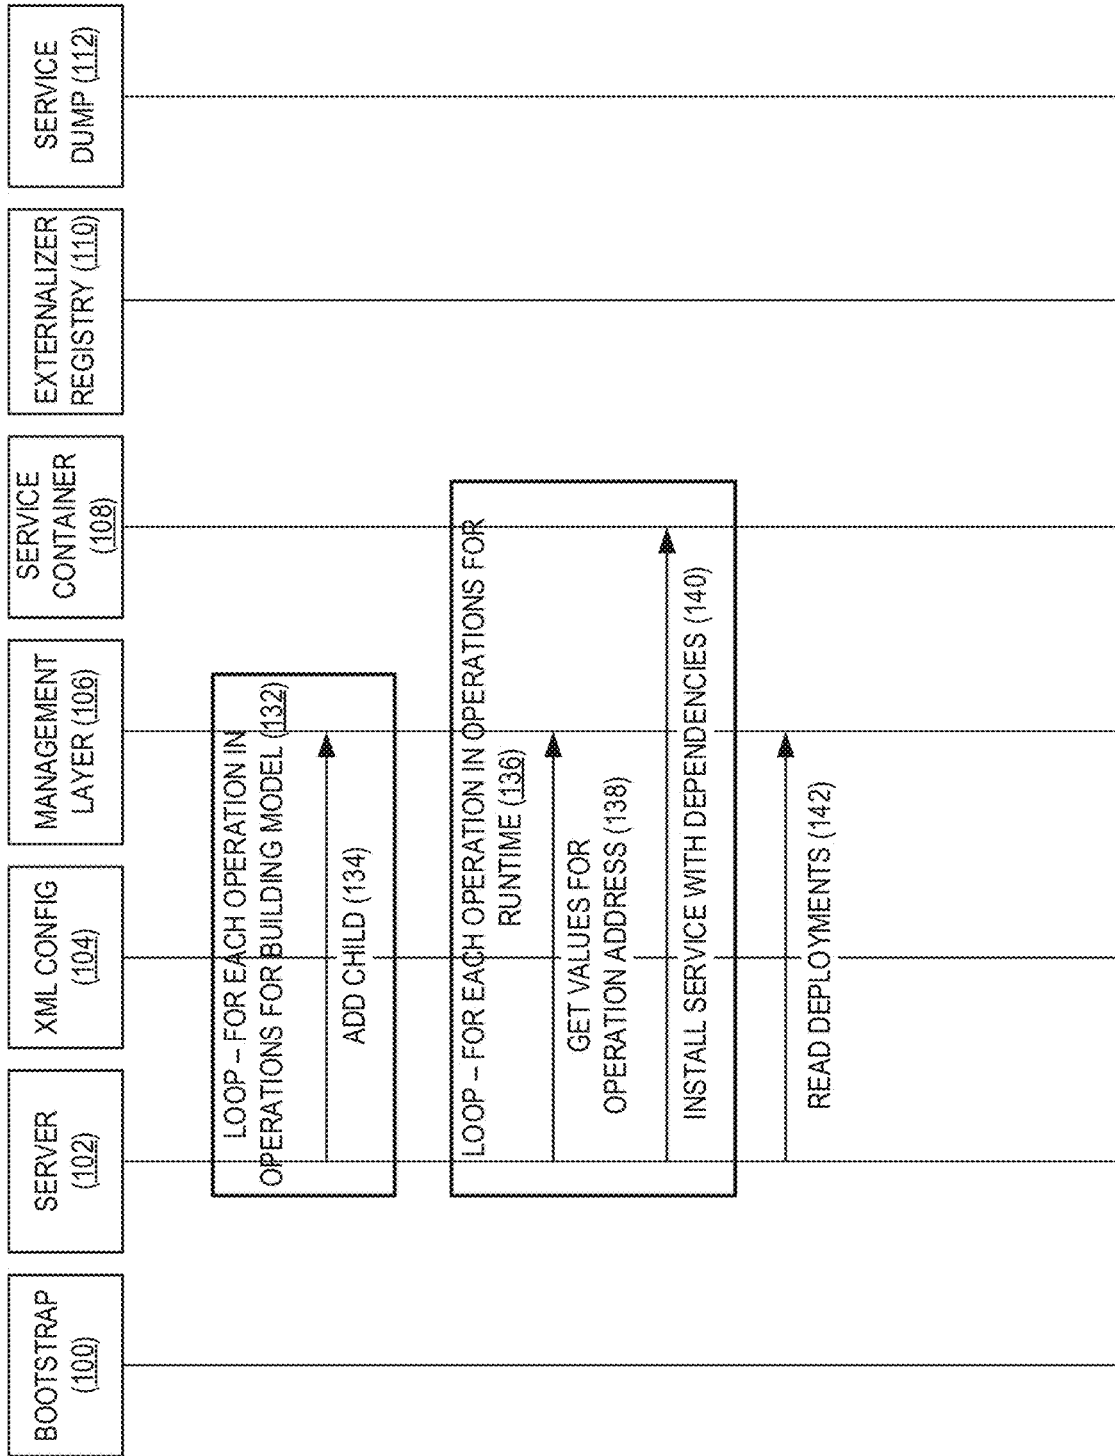 BOOTSTRAP
(100)
SERVER
(102)
XML CONFIG
(104)
MANAGEMENT
LAYER (106)
SERVICE
CONTAINER
(108)
EXTERNALIZER
REGISTRY (110)
SERVICE
DUMP (112)
LOOP – FOR EACH OPERATION IN
OPERATIONS FOR BUILDING MODEL (132)
ADD CHILD (134)
LOOP – FOR EACH OPERATION IN OPERATIONS FOR
RUNTIME (136)
GET VALUES FOR
OPERATION ADDRESS (138)
INSTALL SERVICE WITH DEPENDENCIES (140)
READ DEPLOYMENTS (142)